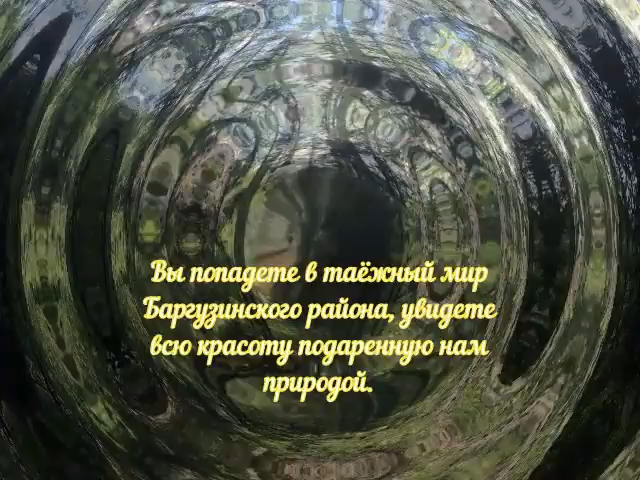 Вы попадете в таёжный мир
Баргузинского района, увидете
всю красоту подаренную нам
природой.